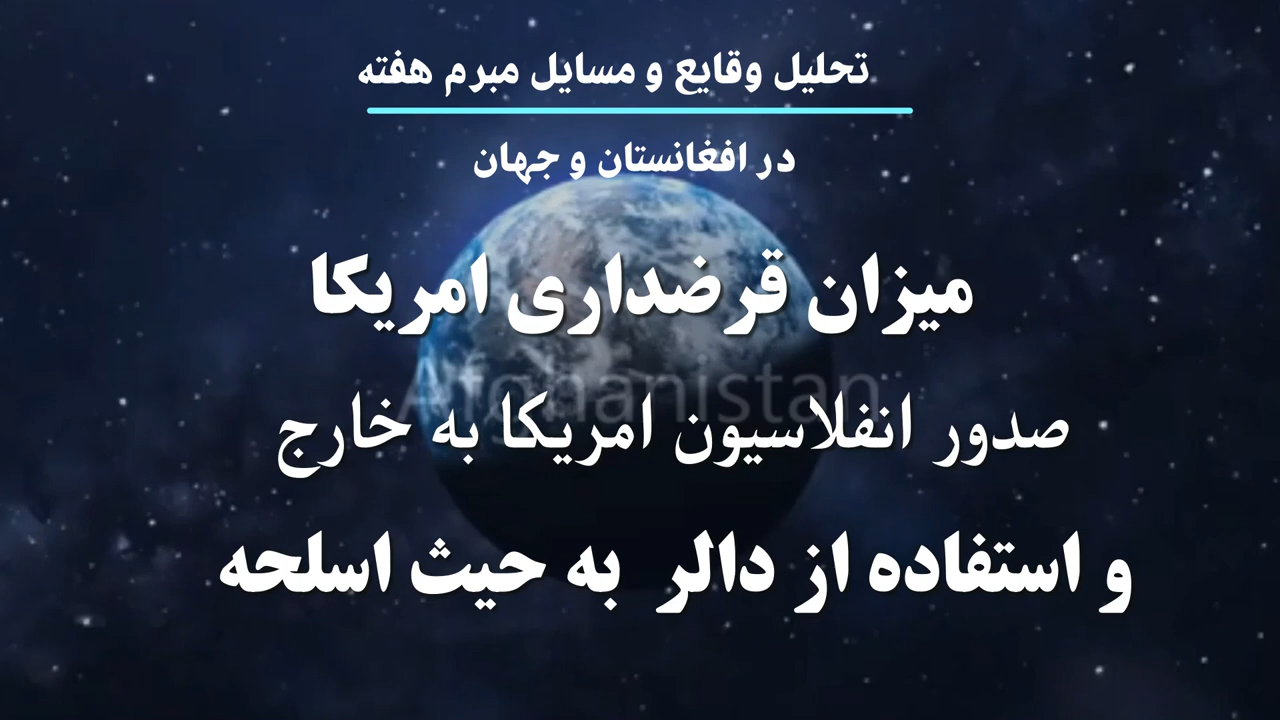 تحلیل وقایع و مسایل مبرم هفته
در افغانستان و جهان
میزان قرضداری امریکا
Afghanistan
صدور انفلاسیون امریکا به خارج
و استفاده از دالر به حیث اسلحه